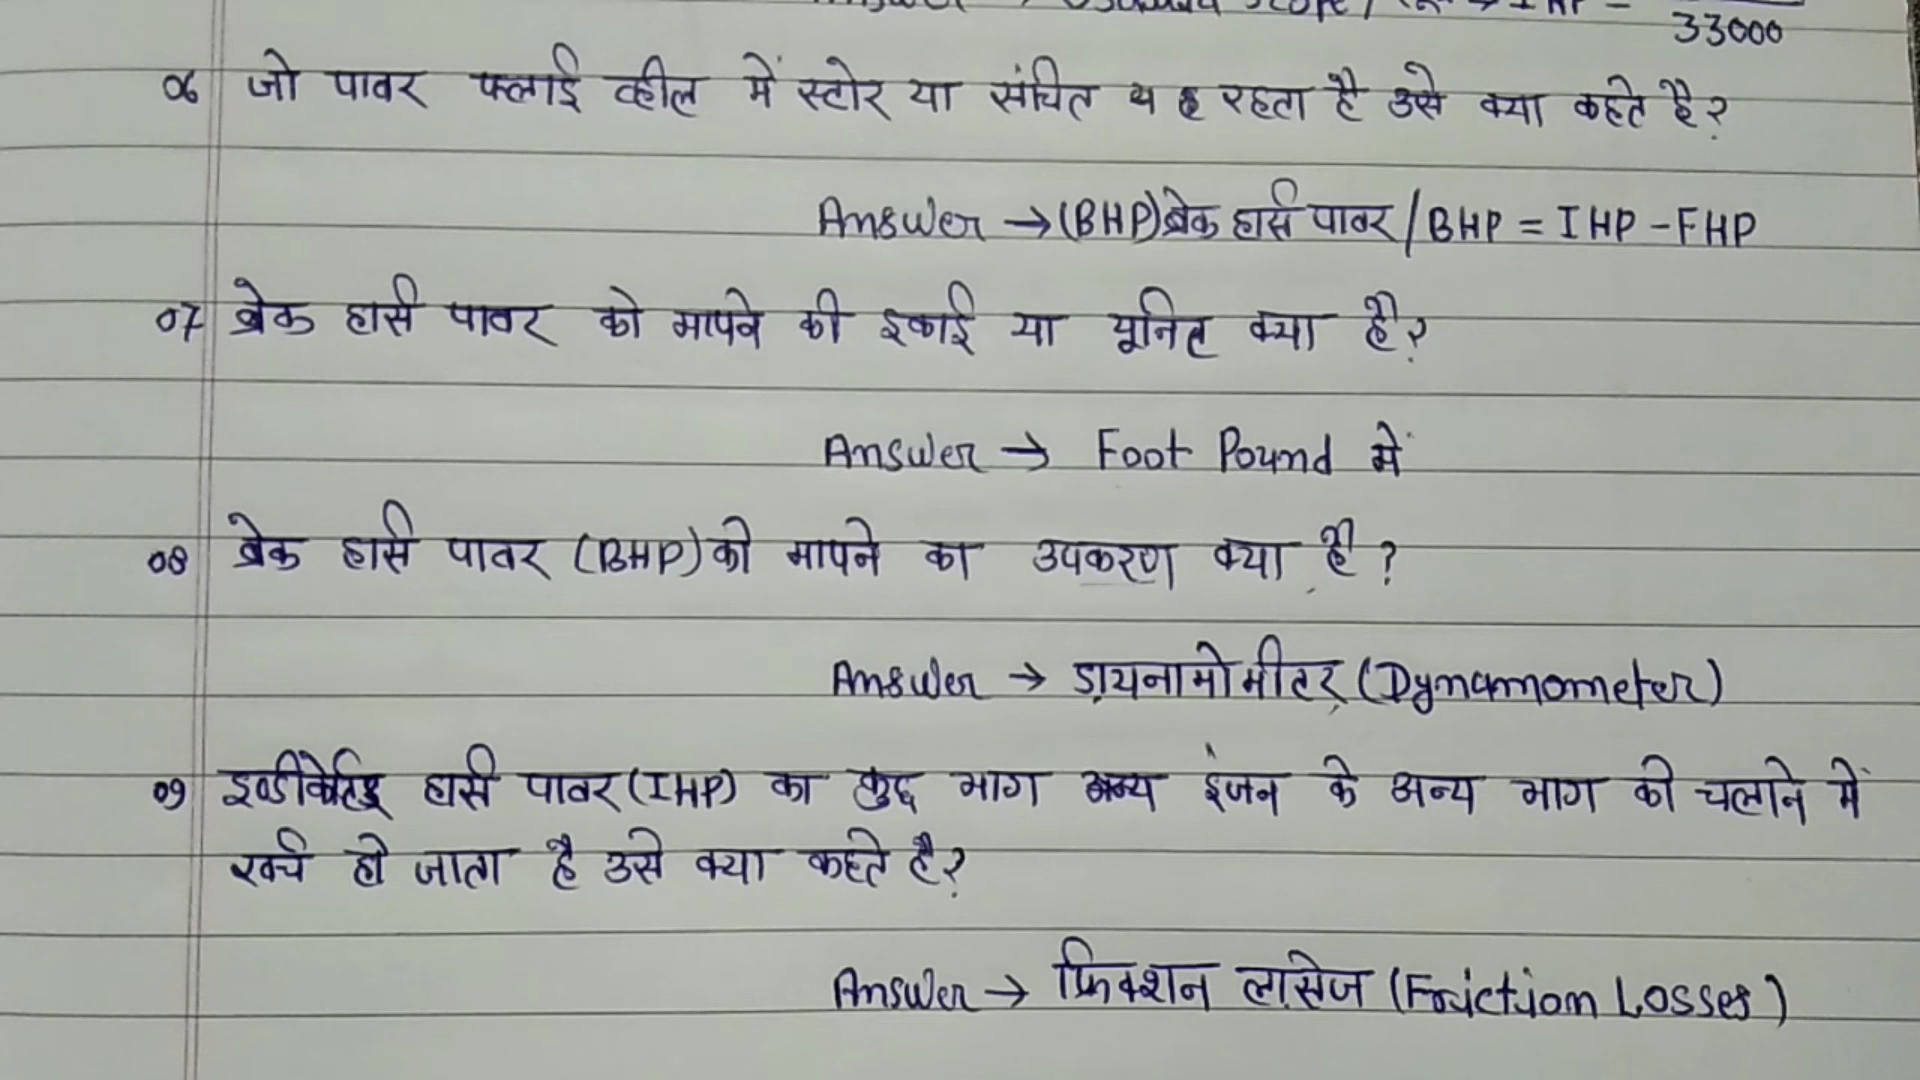 33000
06 जो पावर फ्लाई व्हील में स्टोर या संचित रहता है उसे क्या कहते है?
Answer → (BHP) ब्रेक हार्स पावर / BHP = IHP - FHP
07 ब्रेक हार्स पावर को मापने की इकाई या यूनिट क्या है?
Answer → Foot Pound में
08 ब्रेक हार्स पावर (BHP) को मापने का उपकरण क्या है?
Answer → डायनामोमीटर (Dynamometer)
09 हार्स पावर (IHP) का कुछ भाग इंजन के अन्य भाग को चलाने में
खर्च हो जाता है उसे क्या कहते है?
Answer → फ्रिक्शन लासेज (Friction Losses)